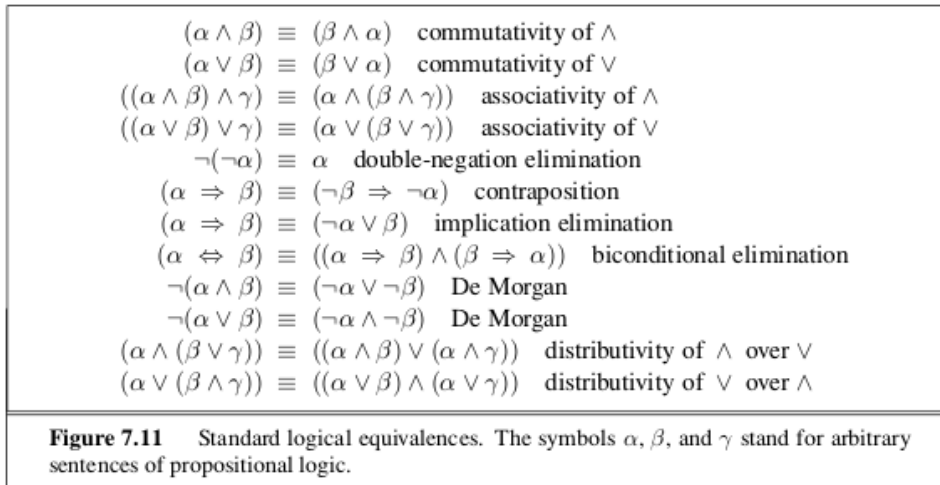 (α ∧ β) ≡ (β ∧ α) commutativity of ∧
(α ∨ β) ≡ (β ∨ α) commutativity of ∨
((α ∧ β) ∧ γ) ≡ (α ∧ (β ∧ γ)) associativity of ∧
((α ∨ β) ∨ γ) ≡ (α ∨ (β ∨ γ)) associativity of ∨
¬(¬α) ≡ α double-negation elimination
(α ⇒ β) ≡ (¬β ⇒ ¬α) contraposition
(α ⇒ β) ≡ (¬α ∨ β) implication elimination
(α ⇔ β) ≡ ((α ⇒ β) ∧ (β ⇒ α)) biconditional elimination
¬(α ∧ β) ≡ (¬α ∨ ¬β) De Morgan
¬(α ∨ β) ≡ (¬α ∧ ¬β) De Morgan
(α ∧ (β ∨ γ)) ≡ ((α ∧ β) ∨ (α ∧ γ)) distributivity of ∧ over ∨
(α ∨ (β ∧ γ)) ≡ ((α ∨ β) ∧ (α ∨ γ)) distributivity of ∨ over ∧
Figure 7.11 Standard logical equivalences. The symbols α, β, and γ stand for arbitrary
sentences of propositional logic.